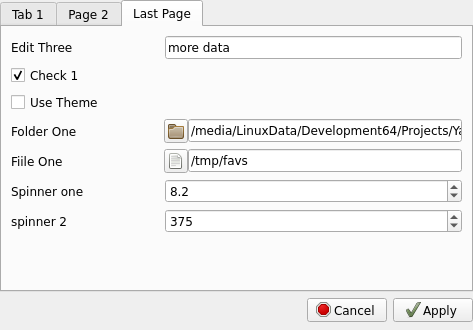 Tab 1 Page 2 Last Page
Edit Three more data
Check 1
Use Theme
Folder One /media/LinuxData/Development64/Projects/Ya
Fiile One /tmp/favs
Spinner one 8.2
spinner 2 375
Cancel Apply